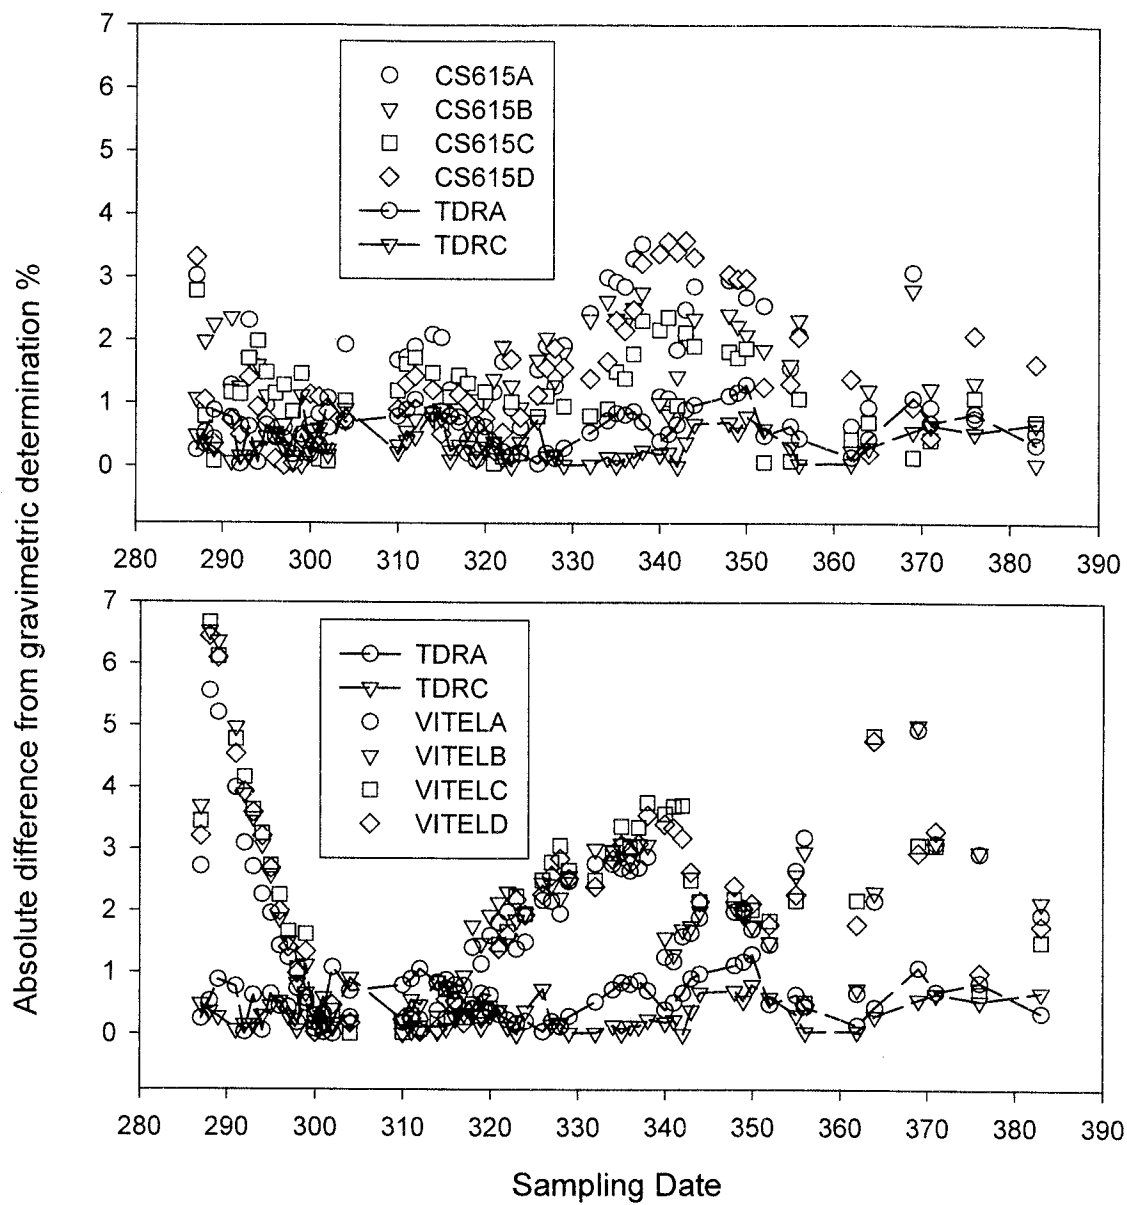 7
6
5
4
3
2
1
0
CS615A
CS615B
CS615C
CS615D
TDRA
TDRC
280 290 300 310 320 330 340 350 360 370 380 390
Absolute difference from gravimetric determination %
7
6
5
4
3
2
1
0
TDRA
TDRC
VITELA
VITELB
VITELC
VITELD
280 290 300 310 320 330 340 350 360 370 380 390
Sampling Date